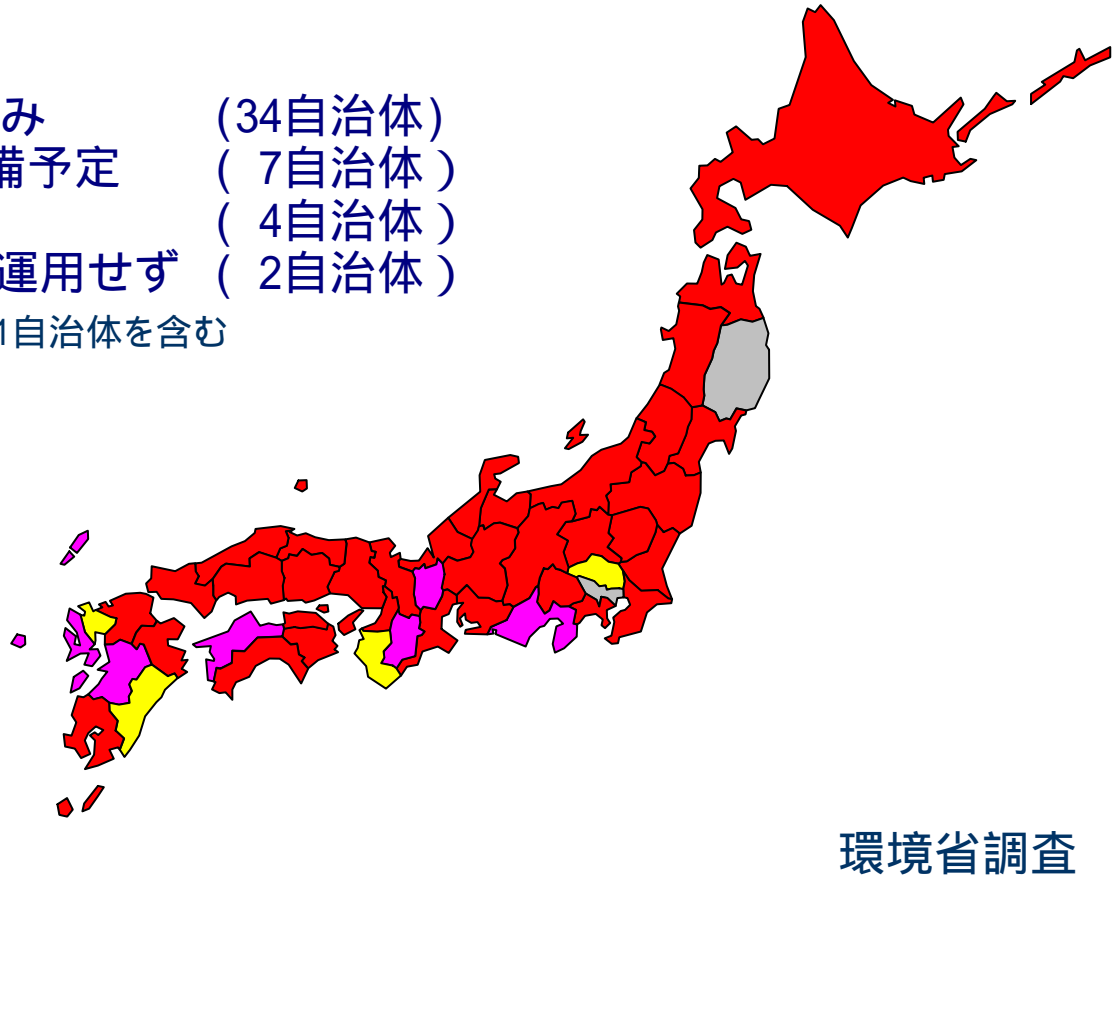 み (34自治体)
備予定 ( 7自治体 )
( 4自治体 )
運用せず ( 2自治体 )
1自治体を含む
環境省調査